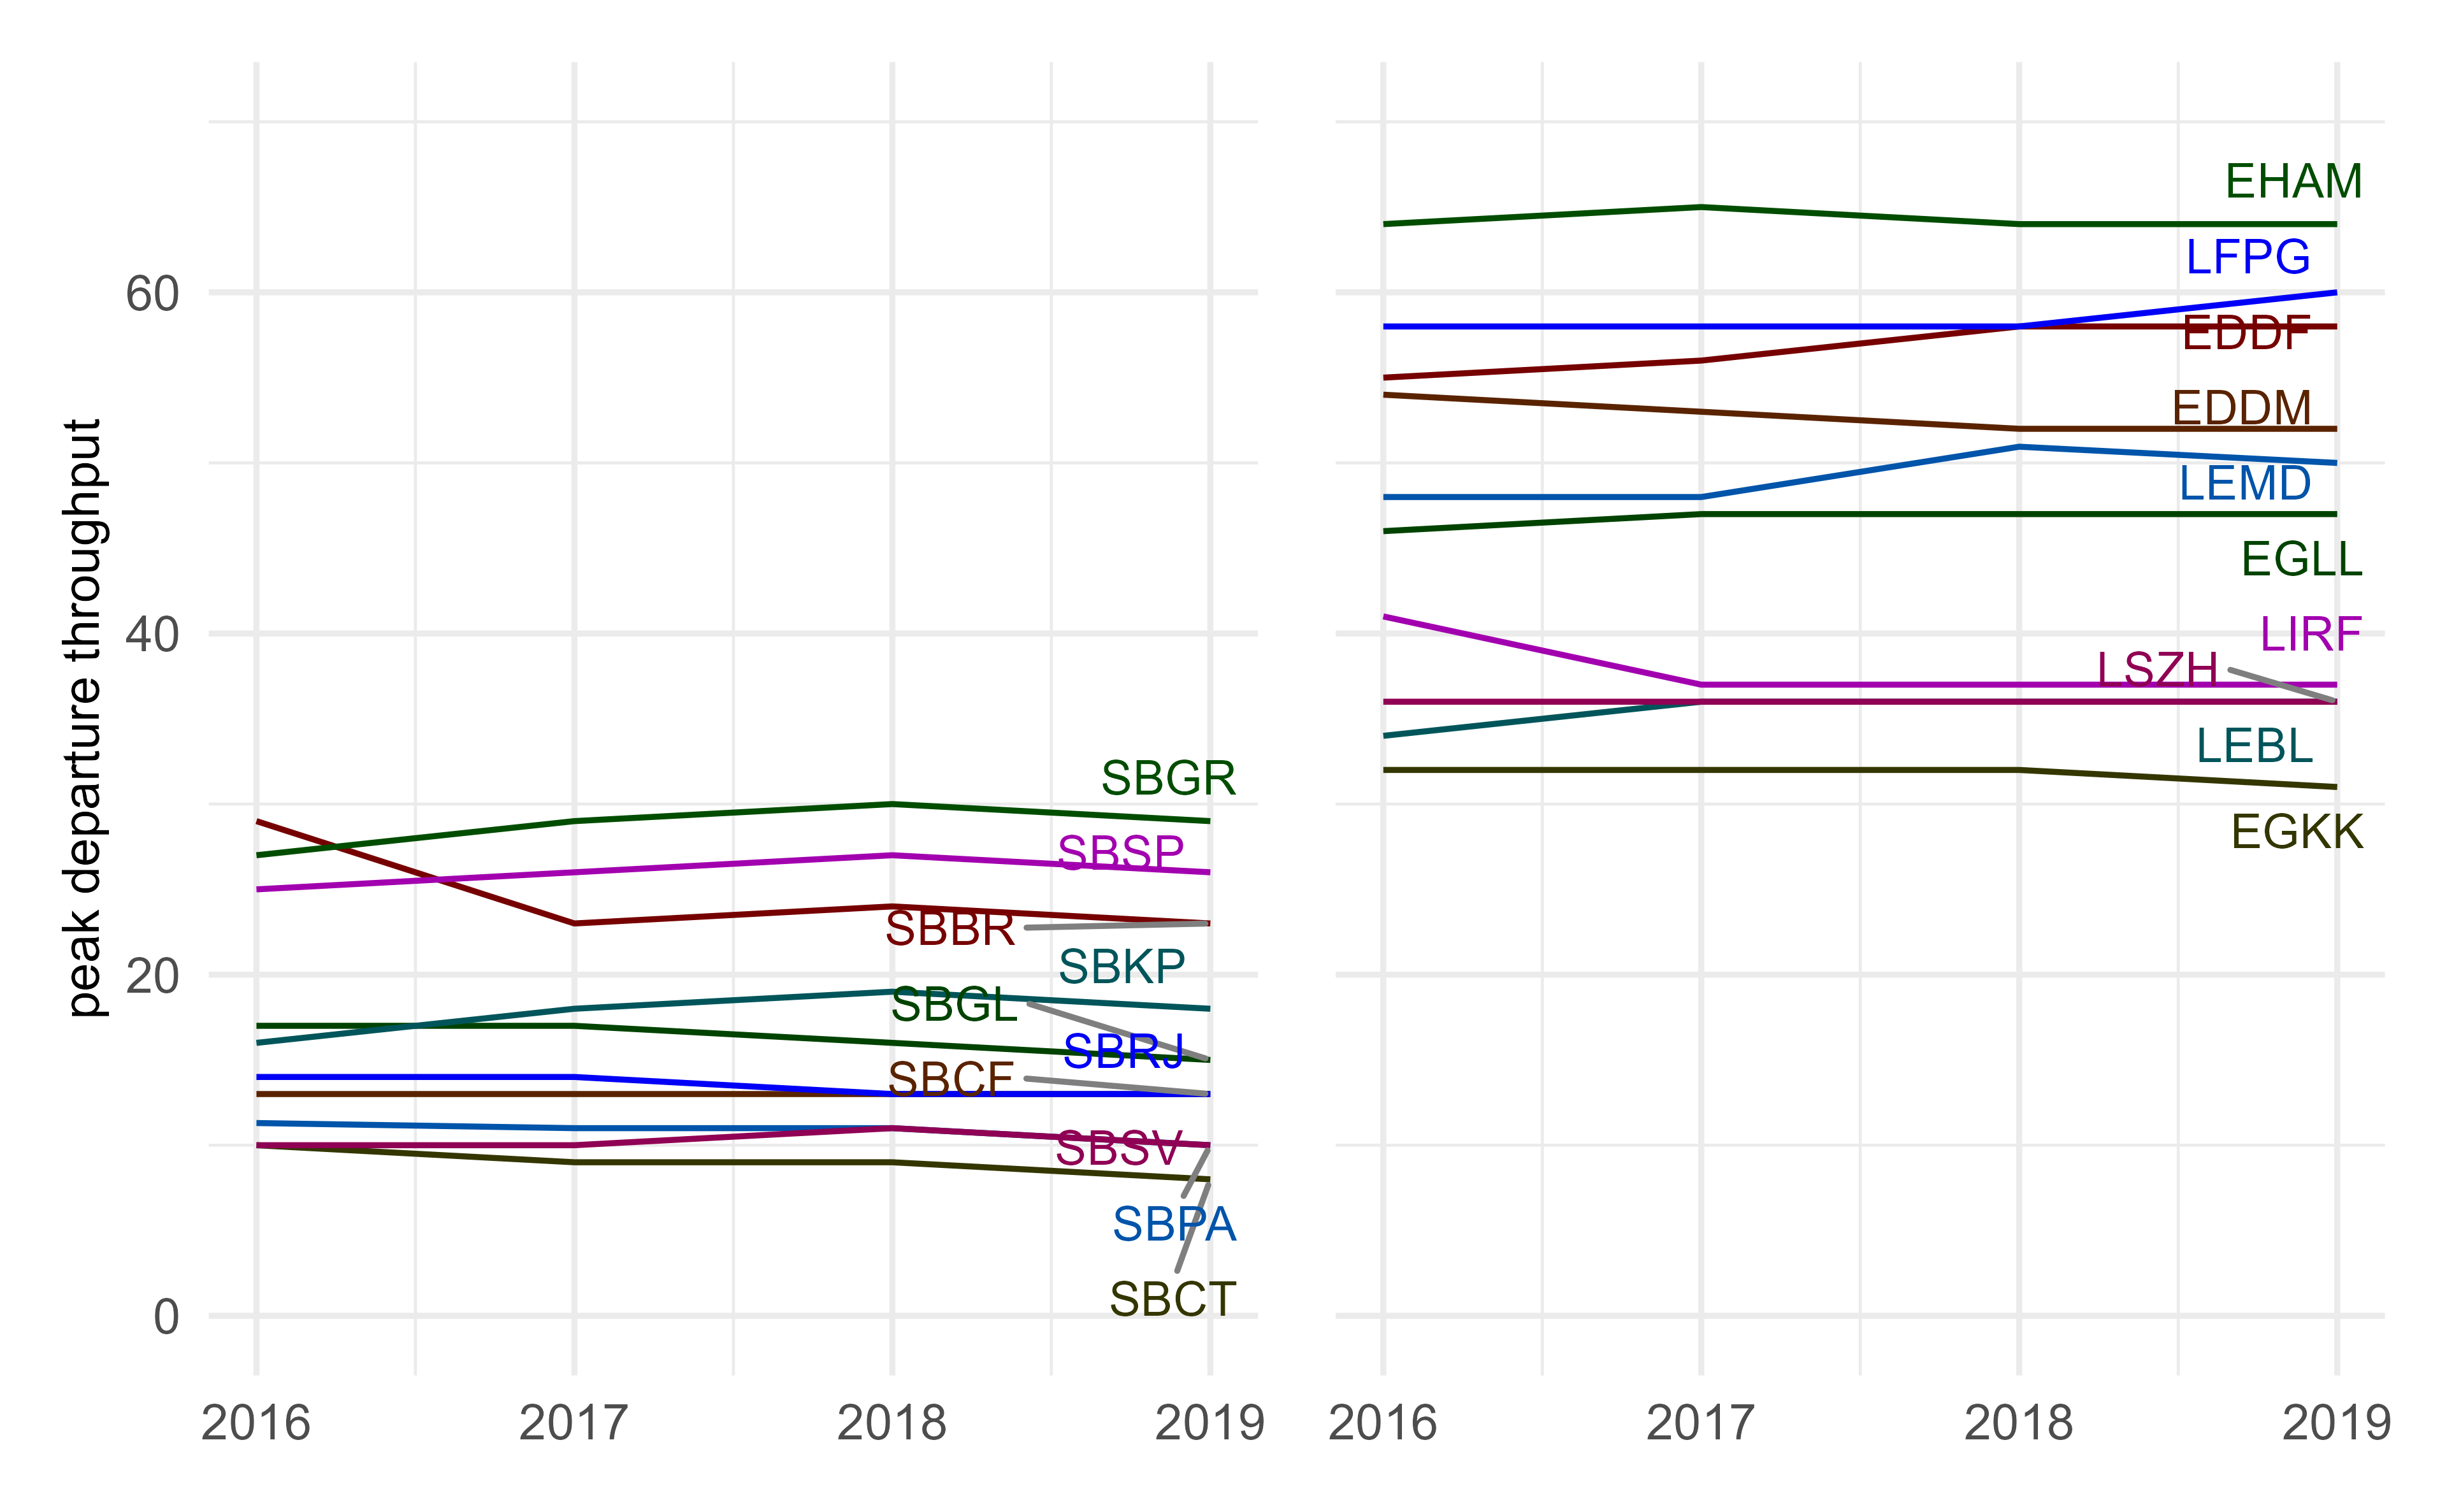 peak departure throughput
60
40
20
0
SBGR
SBSP
SBBR
SBKP
SBGL
SBRJ
SBCF
SBSV
SBPA
SBCT
2016 2017 2018 2019
EHAM
LFPG
EDDF
EDDM
LEMD
EGLL
LIRF
LSZH
LEBL
EGKK
2016 2017 2018 2019